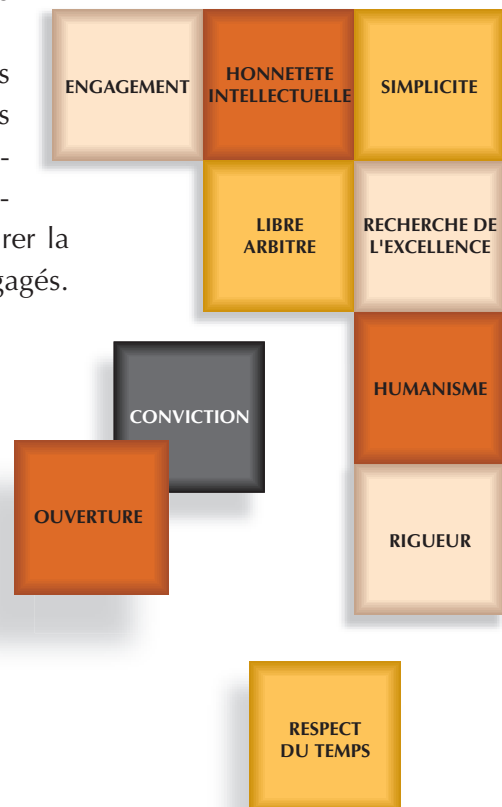 s
s
-
-
rer la
gagés.
ENGAGEMENT
HONNETETE
INTELLECTUELLE
SIMPLICITE
LIBRE
ARBITRE
RECHERCHE DE
L'EXCELLENCE
HUMANISME
CONVICTION
OUVERTURE
RIGUEUR
RESPECT
DU TEMPS